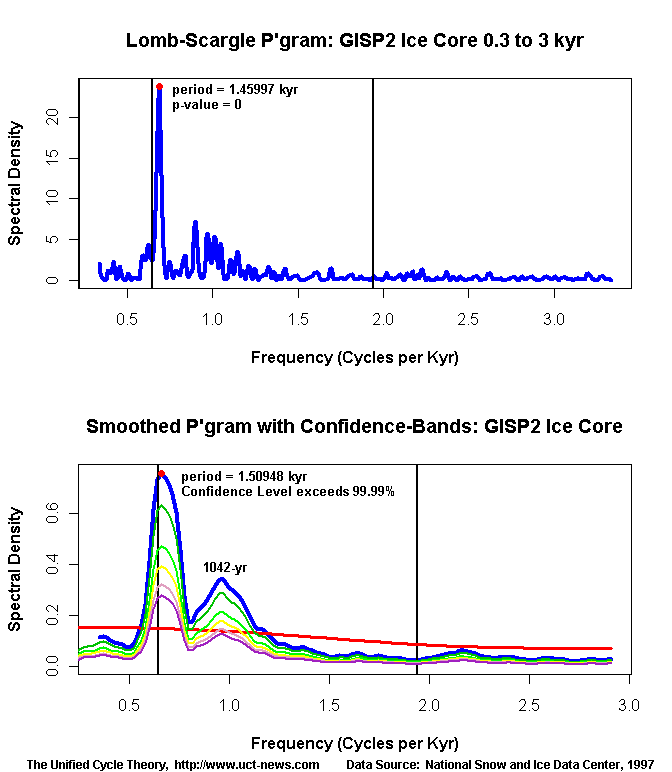 Lomb-Scargle P'gram: GISP2 Ice Core 0.3 to 3 kyr
period = 1.45997 kyr
p-value = 0
Spectral Density
20
15
10
5
0
0.5 1.0 1.5 2.0 2.5 3.0
Frequency (Cycles per Kyr)
Smoothed P'gram with Confidence-Bands: GISP2 Ice Core
period = 1.50948 kyr
Confidence Level exceeds 99.99%
1042-yr
Spectral Density
0.6
0.4
0.2
0.0
0.5 1.0 1.5 2.0 2.5 3.0
Frequency (Cycles per Kyr)
The Unified Cycle Theory, http://www.uct-news.com Data Source: National Snow and Ice Data Center, 1997